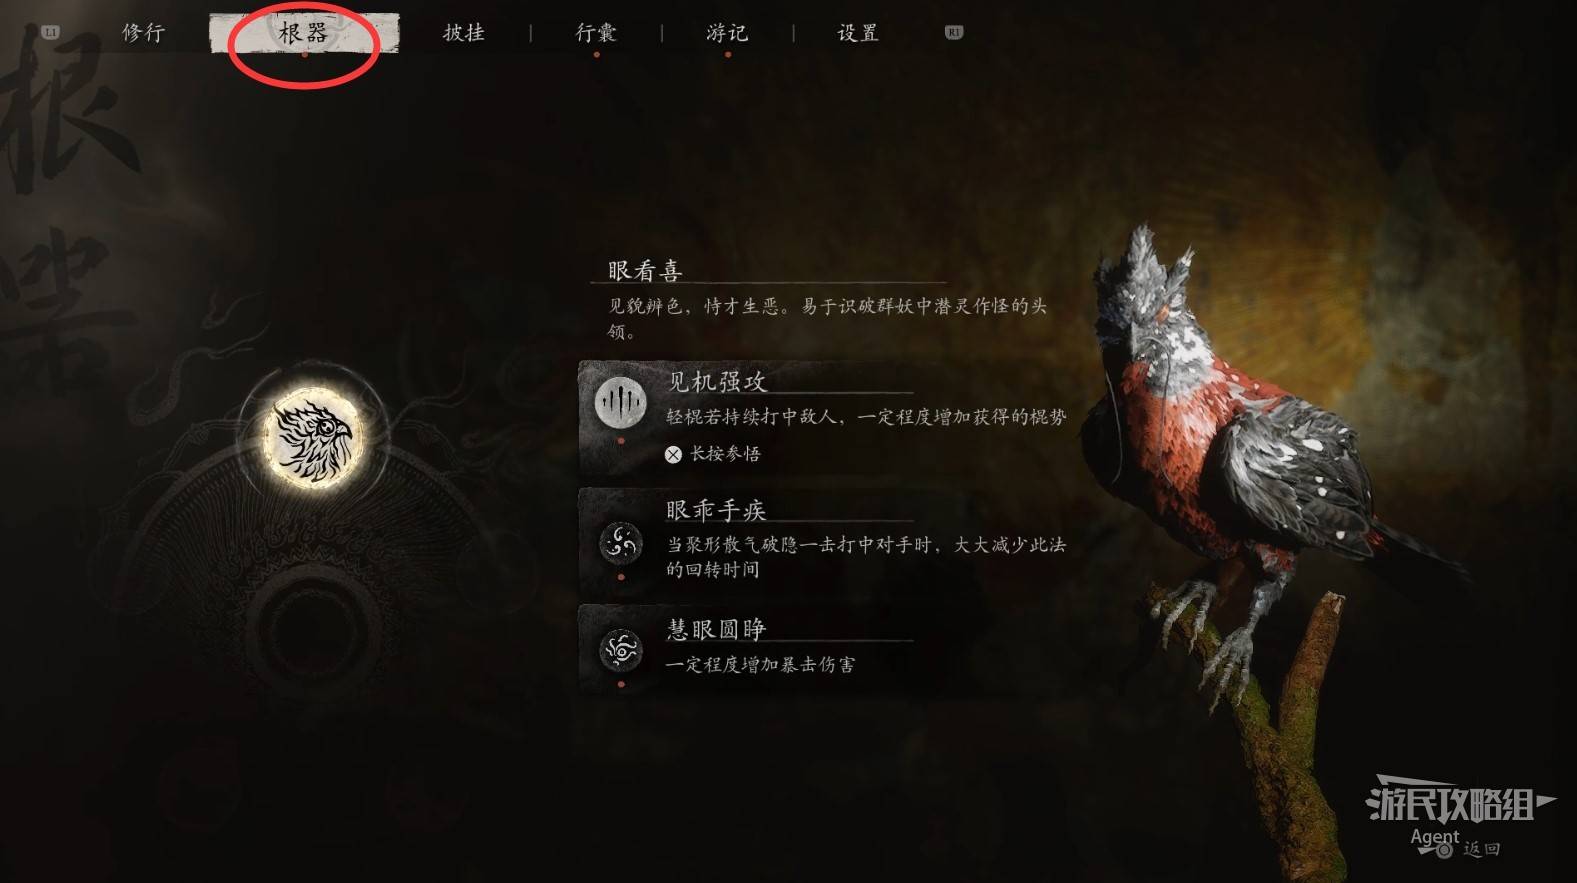 L1
修行
根器
披挂
行囊
游记
设置
R1
根器
眼看喜
见貌辨色，恃才生恶。易于识破群妖中潜灵作怪的头
领。
见机强攻
轻棍若持续打中敌人，一定程度增加获得的棍势
长按参悟
眼乖手疾
当聚形散气破隐一击打中对手时，大大减少此法
的回转时间
慧眼圆睁
一定程度增加暴击伤害
游民攻略组
Agent
返回